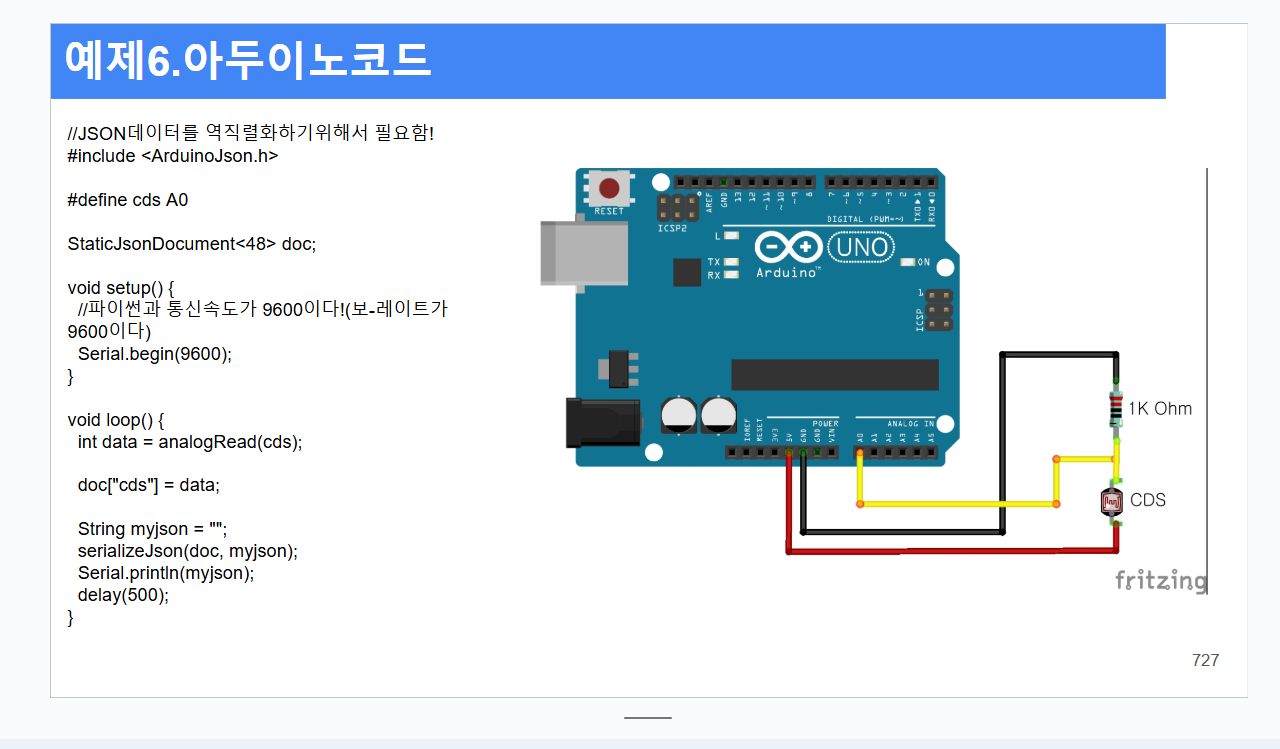 예제6.아두이노코드
//JSON데이터를 역직렬화하기위해서 필요함!
#include <ArduinoJson.h>
#define cds A0
StaticJsonDocument<48> doc;
void setup() {
//파이썬과 통신속도가 9600이다!(보-레이트가
9600이다)
Serial.begin(9600);
}
void loop() {
int data = analogRead(cds);
doc["cds"] = data;
String myjson = "";
serializeJson(doc, myjson);
Serial.println(myjson);
delay(500);
}
RESET
ICSP2
AREF
GND
13
12
~11
~10
~9
8
7
~6
~5
4
~3
2
TX0▶1
RX0◀0
DIGITAL (PWM=~)
L
TX
RX
UNO
Arduino™
ON
1
ICSP
IOREF
RESET
3V3
5V
GND
GND
VIN
POWER
ANALOG IN
A0
A1
A2
A3
A4
A5
1K Ohm
CDS
fritzing
727